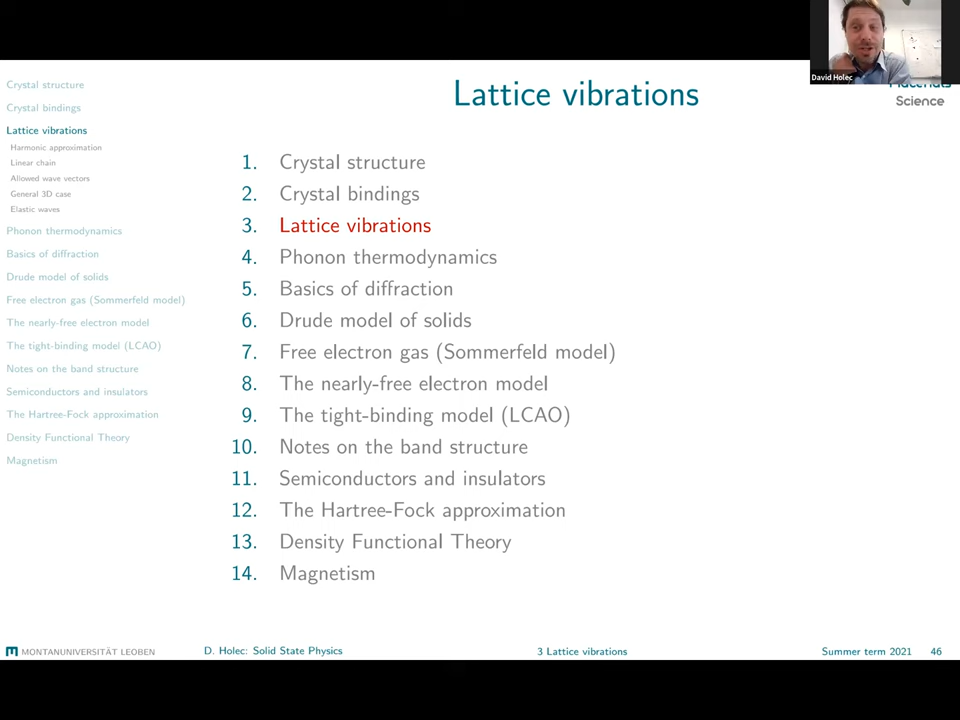 David Holec
Materials
Science
Lattice vibrations
Crystal structure
Crystal bindings
Lattice vibrations
Harmonic approximation
Linear chain
Allowed wave vectors
General 3D case
Elastic waves
Phonon thermodynamics
Basics of diffraction
Drude model of solids
Free electron gas (Sommerfeld model)
The nearly-free electron model
The tight-binding model (LCAO)
Notes on the band structure
Semiconductors and insulators
The Hartree-Fock approximation
Density Functional Theory
Magnetism
1. Crystal structure
2. Crystal bindings
3. Lattice vibrations
4. Phonon thermodynamics
5. Basics of diffraction
6. Drude model of solids
7. Free electron gas (Sommerfeld model)
8. The nearly-free electron model
9. The tight-binding model (LCAO)
10. Notes on the band structure
11. Semiconductors and insulators
12. The Hartree-Fock approximation
13. Density Functional Theory
14. Magnetism
MONTANUNIVERSITÄT LEOBEN D. Holec: Solid State Physics 3 Lattice vibrations Summer term 2021 46